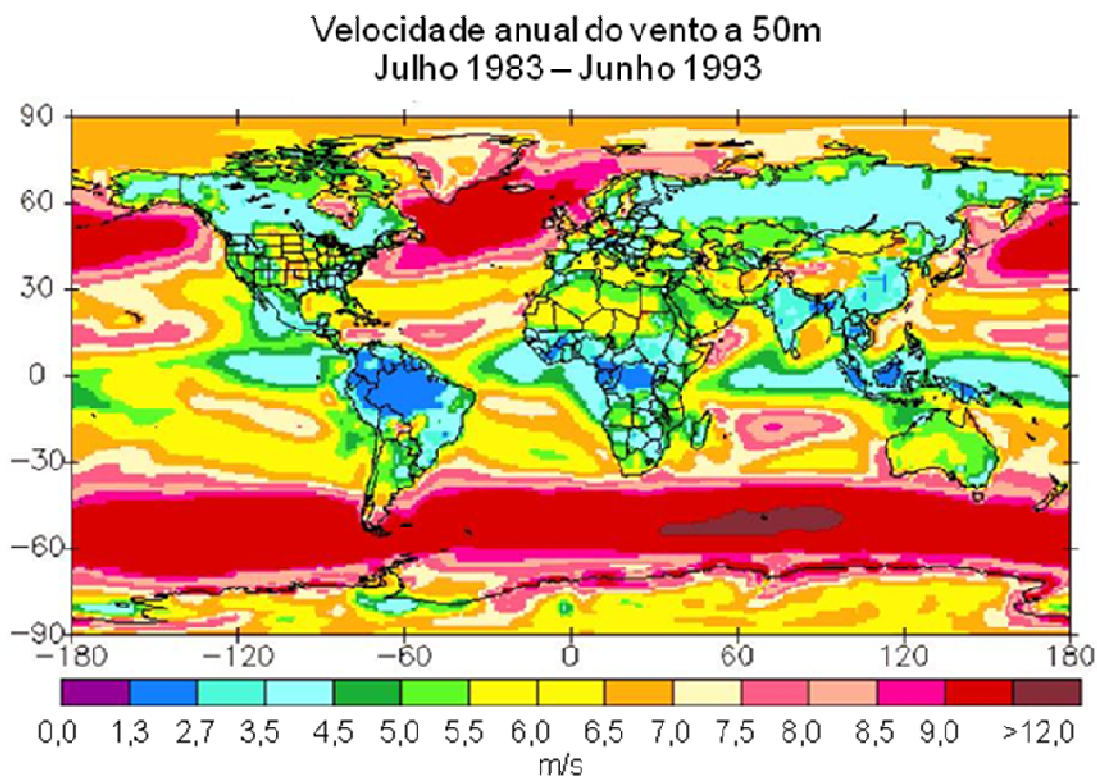 Velocidade anual do vento a 50m
Julho 1983 – Junho 1993
90
60
30
0
−30
−60
−90
−180 −120 −60 0 60 120 180
0,0 1,3 2,7 3,5 4,5 5,0 5,5 6,0 6,5 7,0 7,5 8,0 8,5 9,0 >12,0
m/s